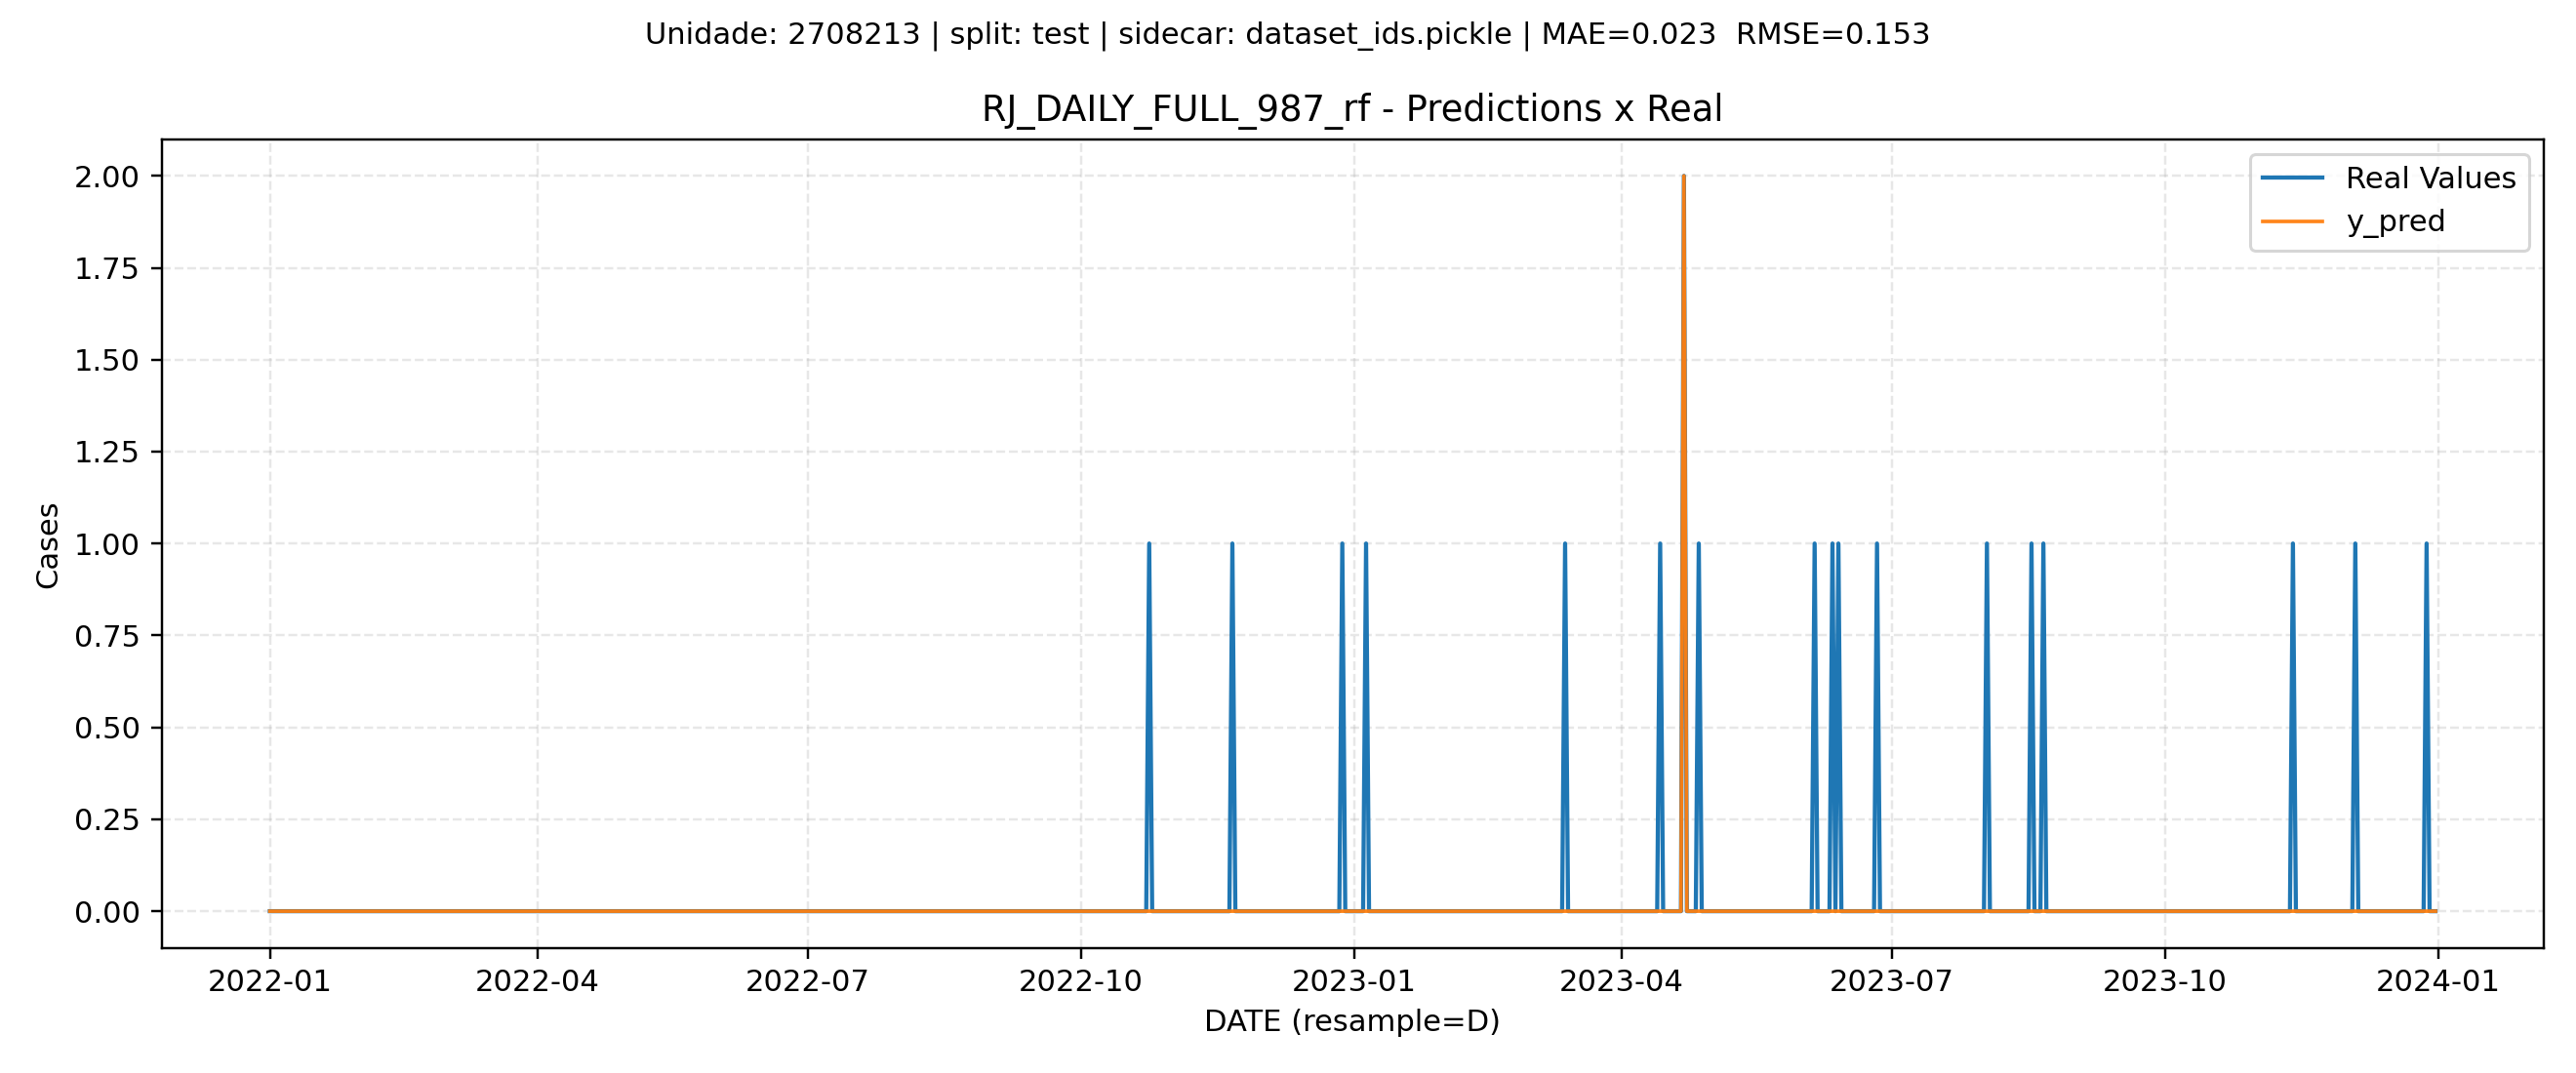 Unidade: 2708213 | split: test | sidecar: dataset_ids.pickle | MAE=0.023  RMSE=0.153
RJ_DAILY_FULL_987_rf - Predictions x Real
Real Values
y_pred
Cases
2.00
1.75
1.50
1.25
1.00
0.75
0.50
0.25
0.00
2022-01 2022-04 2022-07 2022-10 2023-01 2023-04 2023-07 2023-10 2024-01
DATE (resample=D)